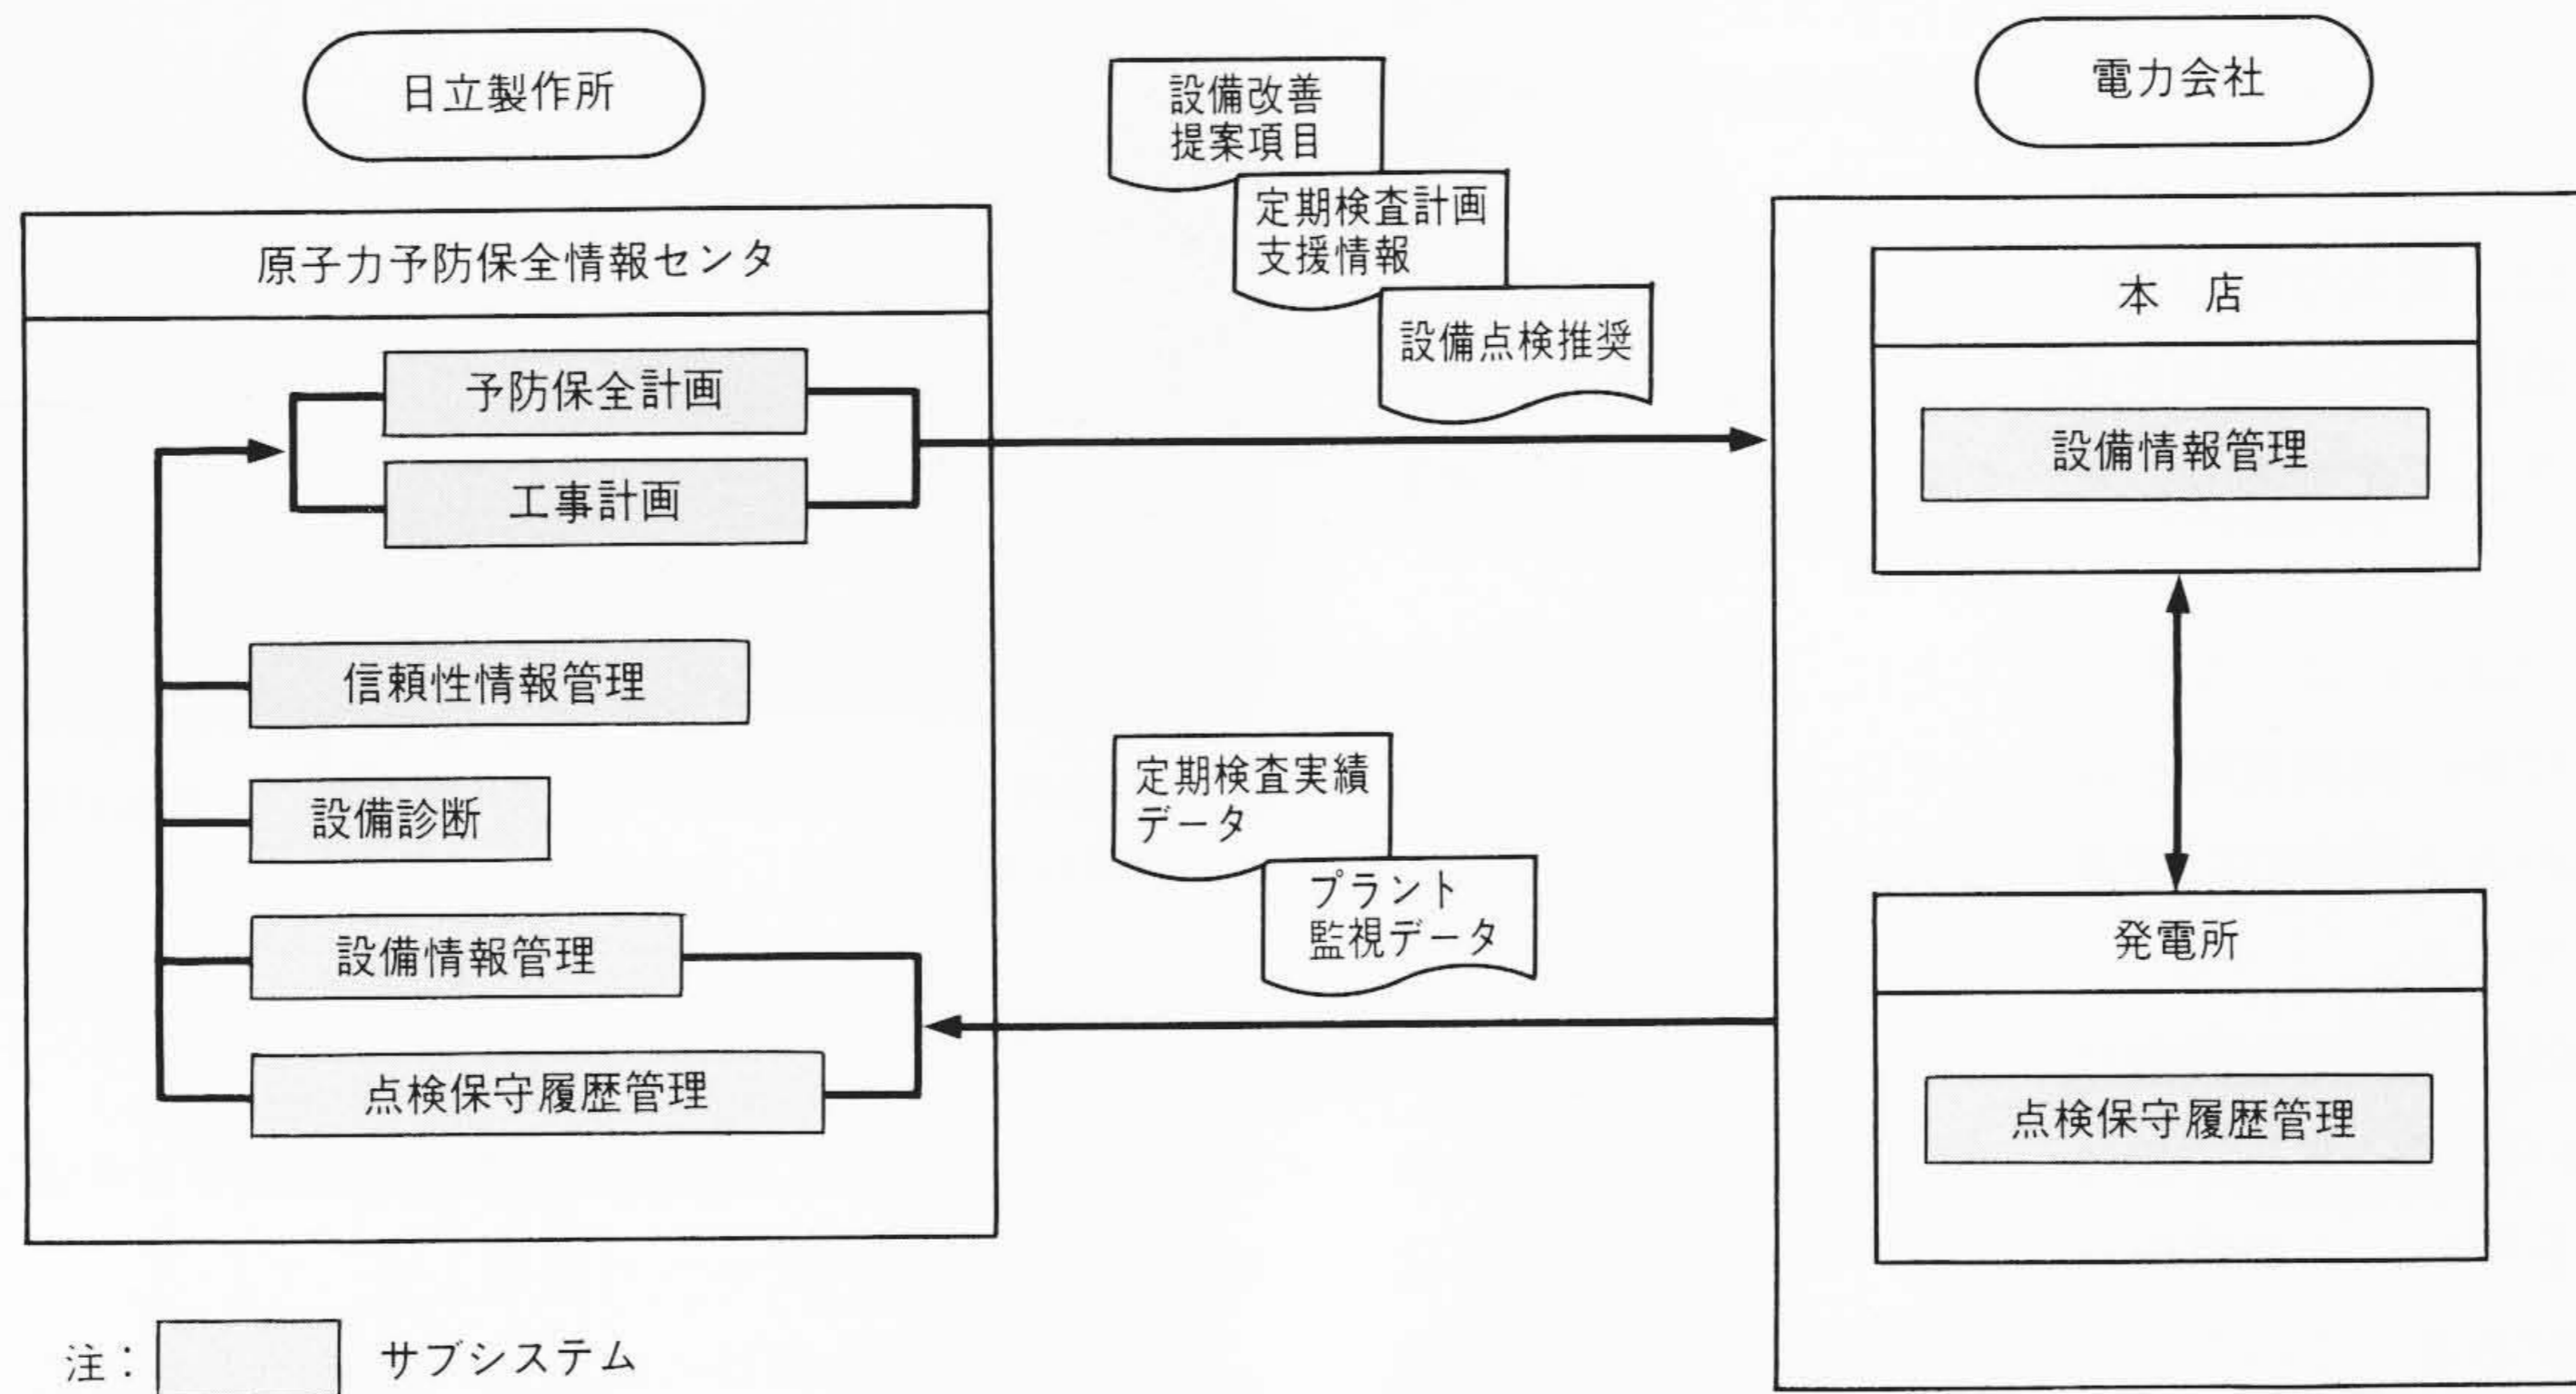 日立製作所
原子力予防保全情報センタ
予防保全計画
工事計画
信頼性情報管理
設備診断
設備情報管理
点検保守履歴管理
設備改善
提案項目
定期検査計画
支援情報
設備点検推奨
定期検査実績
データ
プラント
監視データ
電力会社
本 店
設備情報管理
発電所
点検保守履歴管理
注:
サブシステム